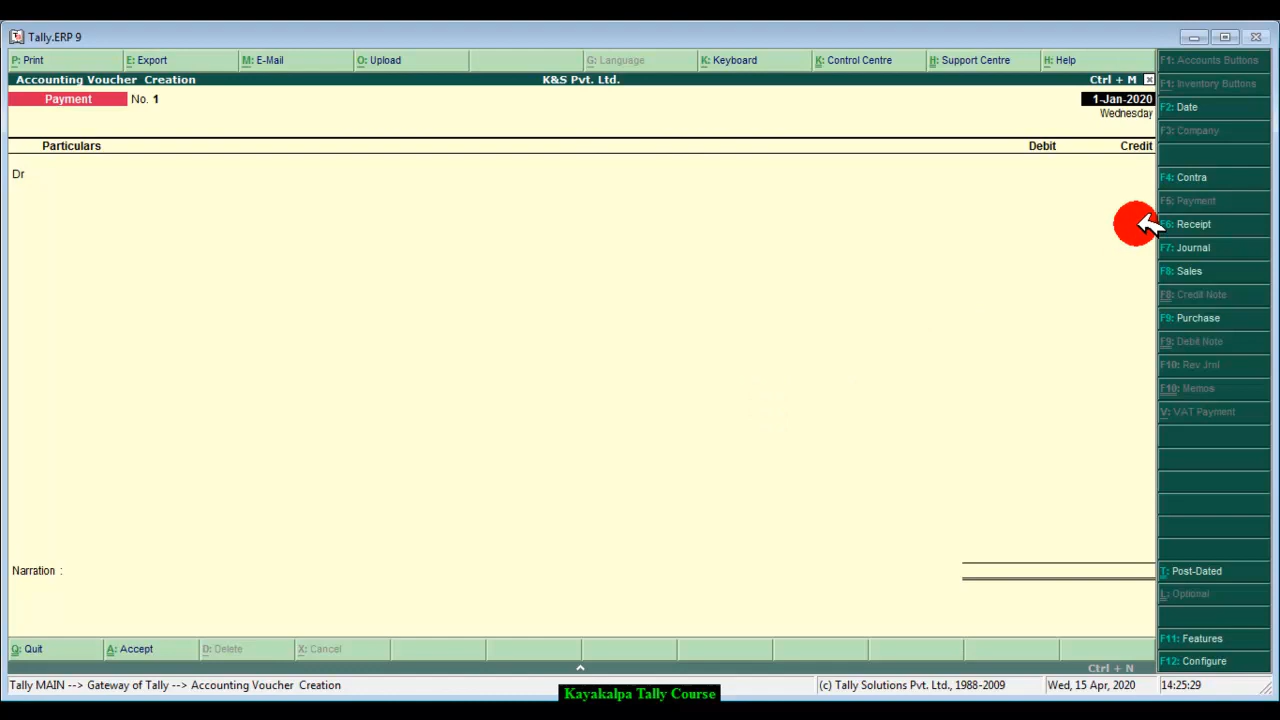 Tally.ERP 9
P: Print E: Export M: E-Mail O: Upload G: Language K: Keyboard K: Control Centre H: Support Centre H: Help
Accounting Voucher Creation K&S Pvt. Ltd. Ctrl + M
Payment No. 1 1-Jan-2020
Wednesday
Particulars Debit Credit
Dr
Narration :
F1: Accounts Buttons
F1: Inventory Buttons
F2: Date
F3: Company
F4: Contra
F5: Payment
F6: Receipt
F7: Journal
F8: Sales
F8: Credit Note
F9: Purchase
F9: Debit Note
F10: Rev Jrnl
F10: Memos
V: VAT Payment
T: Post-Dated
L: Optional
F11: Features
F12: Configure
Q: Quit A: Accept D: Delete X: Cancel
Ctrl + N
Tally MAIN --> Gateway of Tally --> Accounting Voucher Creation (c) Tally Solutions Pvt. Ltd., 1988-2009 Wed, 15 Apr, 2020 14:25:29
Kayakalpa Tally Course